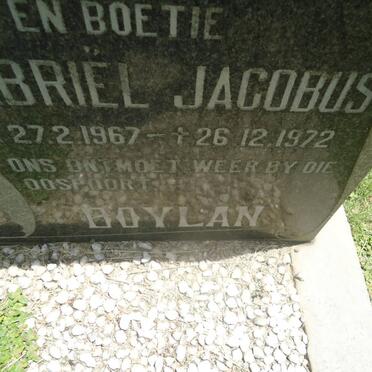 EN BOETIE
BRIËL JACOBUS
27.2.1967 – †26.12.1972
ONS ONTMOET WEER BY DIE
OOSPOORT
BOYLAN